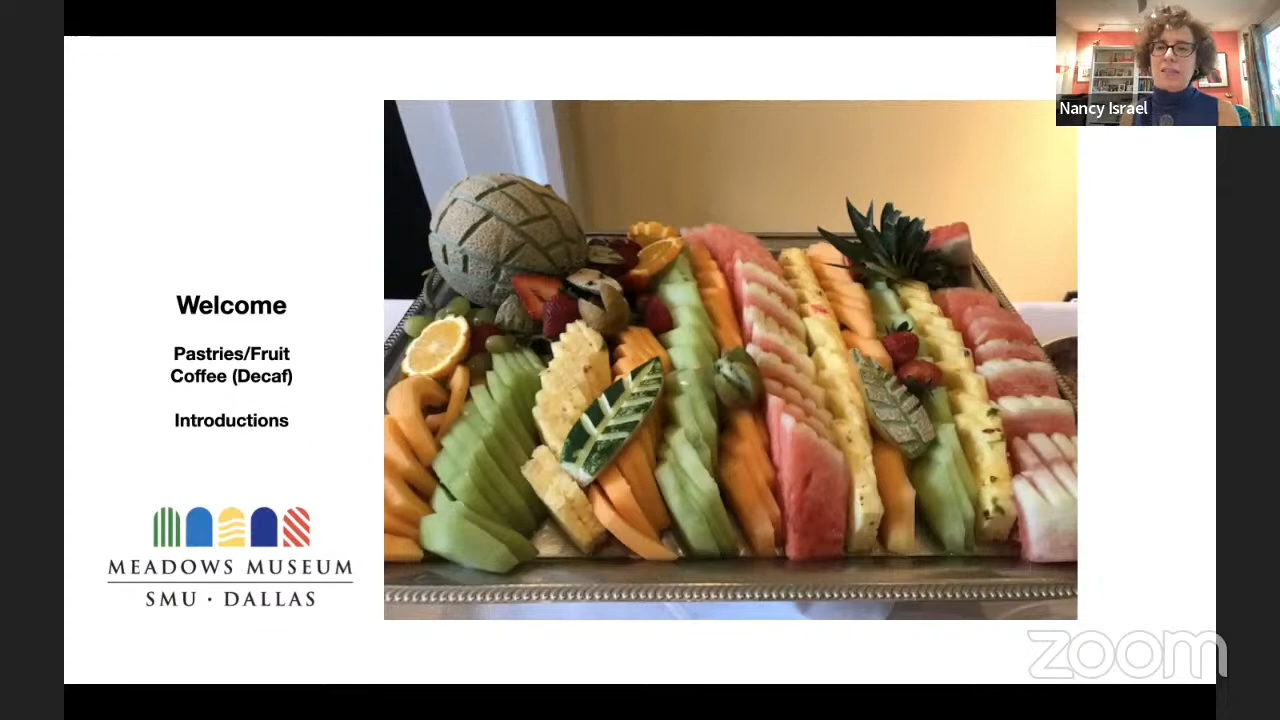 Nancy Israel
Welcome
Pastries/Fruit
Coffee (Decaf)
Introductions
MEADOWS MUSEUM
SMU · DALLAS
zoom